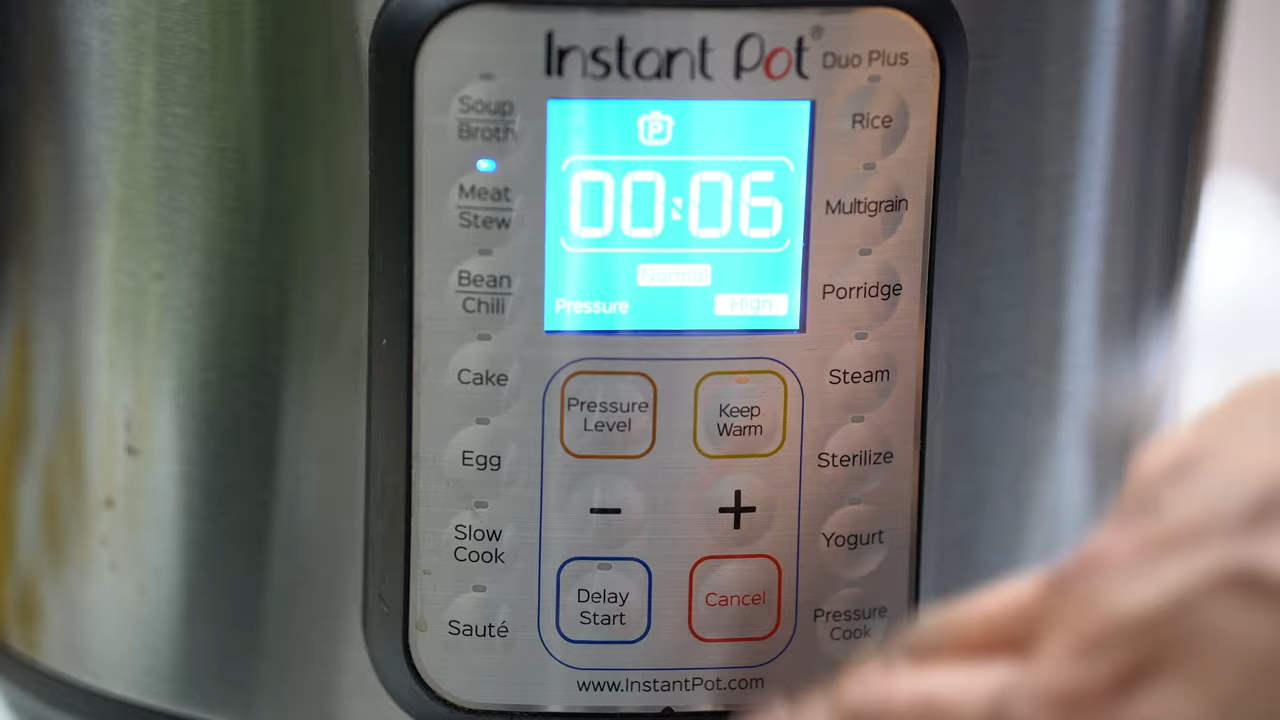 Instant Pot® Duo Plus
Soup
Broth
Meat
Stew
Bean
Chili
Cake
Egg
Slow
Cook
Sauté
P
00:06
Normal
Pressure High
Pressure
Level
Keep
Warm
−
+
Delay
Start
Cancel
Rice
Multigrain
Porridge
Steam
Sterilize
Yogurt
Pressure
Cook
www.InstantPot.com